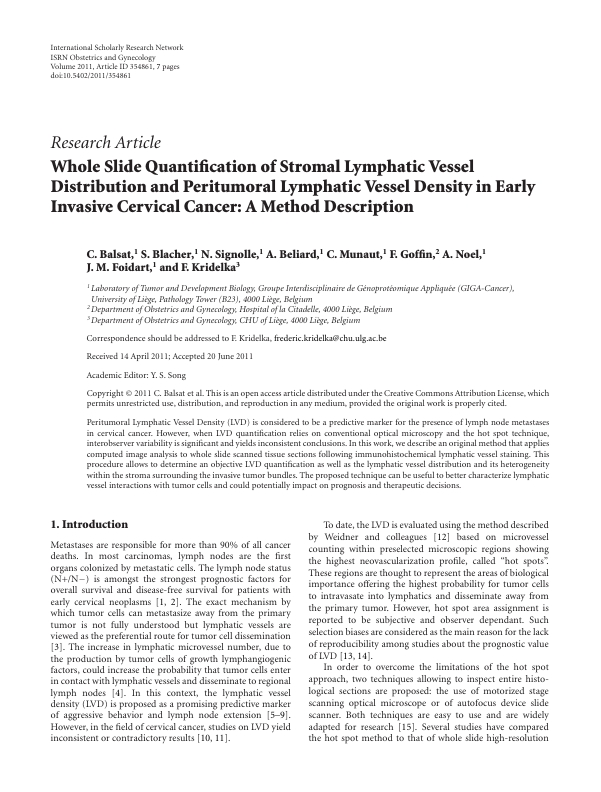 International Scholarly Research Network
ISRN Obstetrics and Gynecology
Volume 2011, Article ID 354861, 7 pages
doi:10.5402/2011/354861
Research Article
Whole Slide Quantification of Stromal Lymphatic Vessel
Distribution and Peritumoral Lymphatic Vessel Density in Early
Invasive Cervical Cancer: A Method Description
C. Balsat,1 S. Blacher,1 N. Signolle,1 A. Beliard,1 C. Munaut,1 F. Goffin,2 A. Noel,1
J. M. Foidart,1 and F. Kridelka3
1 Laboratory of Tumor and Development Biology, Groupe Interdisciplinaire de Génoprotéomique Appliquée (GIGA-Cancer),
University of Liège, Pathology Tower (B23), 4000 Liège, Belgium
2 Department of Obstetrics and Gynecology, Hospital of la Citadelle, 4000 Liège, Belgium
3 Department of Obstetrics and Gynecology, CHU of Liège, 4000 Liège, Belgium
Correspondence should be addressed to F. Kridelka, frederic.kridelka@chu.ulg.ac.be
Received 14 April 2011; Accepted 20 June 2011
Academic Editor: Y. S. Song
Copyright © 2011 C. Balsat et al. This is an open access article distributed under the Creative Commons Attribution License, which
permits unrestricted use, distribution, and reproduction in any medium, provided the original work is properly cited.
Peritumoral Lymphatic Vessel Density (LVD) is considered to be a predictive marker for the presence of lymph node metastases
in cervical cancer. However, when LVD quantification relies on conventional optical microscopy and the hot spot technique,
interobserver variability is significant and yields inconsistent conclusions. In this work, we describe an original method that applies
computed image analysis to whole slide scanned tissue sections following immunohistochemical lymphatic vessel staining. This
procedure allows to determine an objective LVD quantification as well as the lymphatic vessel distribution and its heterogeneity
within the stroma surrounding the invasive tumor bundles. The proposed technique can be useful to better characterize lymphatic
vessel interactions with tumor cells and could potentially impact on prognosis and therapeutic decisions.
1. Introduction
Metastases are responsible for more than 90% of all cancer
deaths. In most carcinomas, lymph nodes are the first
organs colonized by metastatic cells. The lymph node status
(N+/N−) is amongst the strongest prognostic factors for
overall survival and disease-free survival for patients with
early cervical neoplasms [1, 2]. The exact mechanism by
which tumor cells can metastasize away from the primary
tumor is not fully understood but lymphatic vessels are
viewed as the preferential route for tumor cell dissemination
[3]. The increase in lymphatic microvessel number, due to
the production by tumor cells of growth lymphangiogenic
factors, could increase the probability that tumor cells enter
in contact with lymphatic vessels and disseminate to regional
lymph nodes [4]. In this context, the lymphatic vessel
density (LVD) is proposed as a promising predictive marker
of aggressive behavior and lymph node extension [5–9].
However, in the field of cervical cancer, studies on LVD yield
inconsistent or contradictory results [10, 11].
To date, the LVD is evaluated using the method described
by Weidner and colleagues [12] based on microvessel
counting within preselected microscopic regions showing
the highest neovascularization profile, called “hot spots”.
These regions are thought to represent the areas of biological
importance offering the highest probability for tumor cells
to intravasate into lymphatics and disseminate away from
the primary tumor. However, hot spot area assignment is
reported to be subjective and observer dependant. Such
selection biases are considered as the main reason for the lack
of reproducibility among studies about the prognostic value
of LVD [13, 14].
In order to overcome the limitations of the hot spot
approach, two techniques allowing to inspect entire histo-
logical sections are proposed: the use of motorized stage
scanning optical microscope or of autofocus device slide
scanner. Both techniques are easy to use and are widely
adapted for research [15]. Several studies have compared
the hot spot method to that of whole slide high-resolution